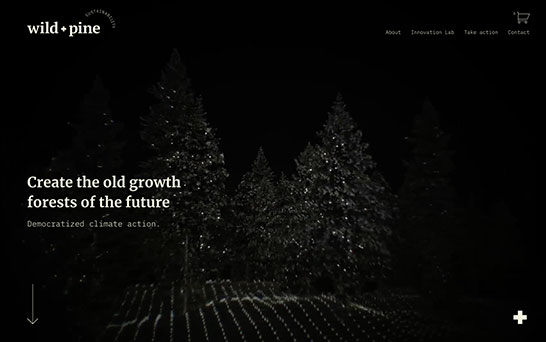 SUSTAINABILITY
wild + pine
About Innovation Lab Take action Contact
Create the old growth
forests of the future
Democratized climate action.